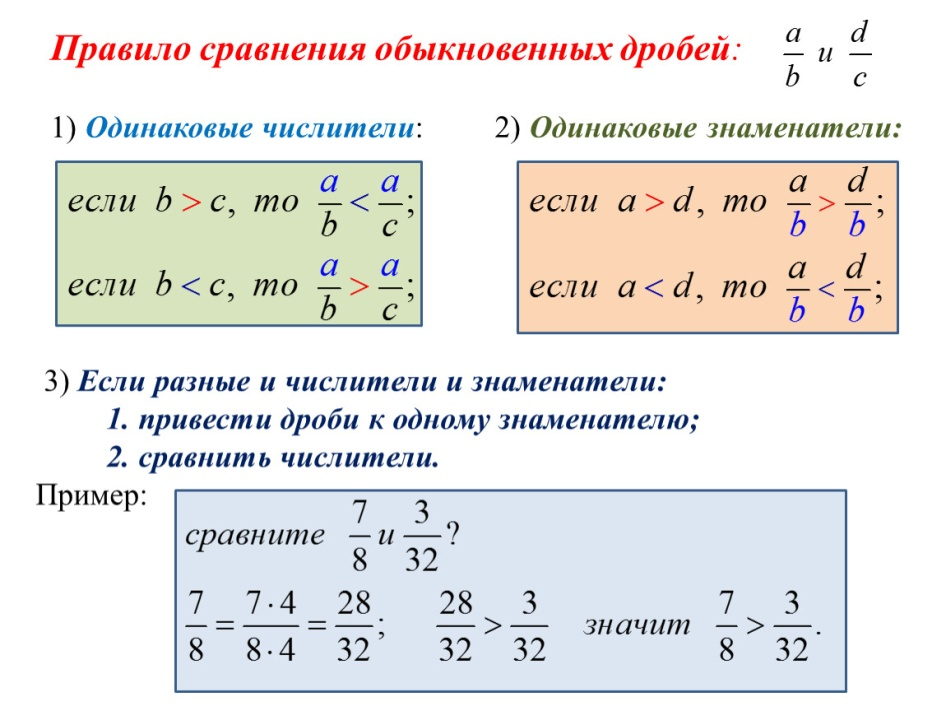 Правило сравнения обыкновенных дробей: a/b и d/c
1) Одинаковые числители:
если b > c, то a/b < a/c;
если b < c, то a/b > a/c;
2) Одинаковые знаменатели:
если a > d, то a/b > d/b;
если a < d, то a/b < d/b;
3) Если разные и числители и знаменатели:
1. привести дроби к одному знаменателю;
2. сравнить числители.
Пример:
сравните 7/8 и 3/32?
7/8 = 7·4/8·4 = 28/32; 28/32 > 3/32 значит 7/8 > 3/32.